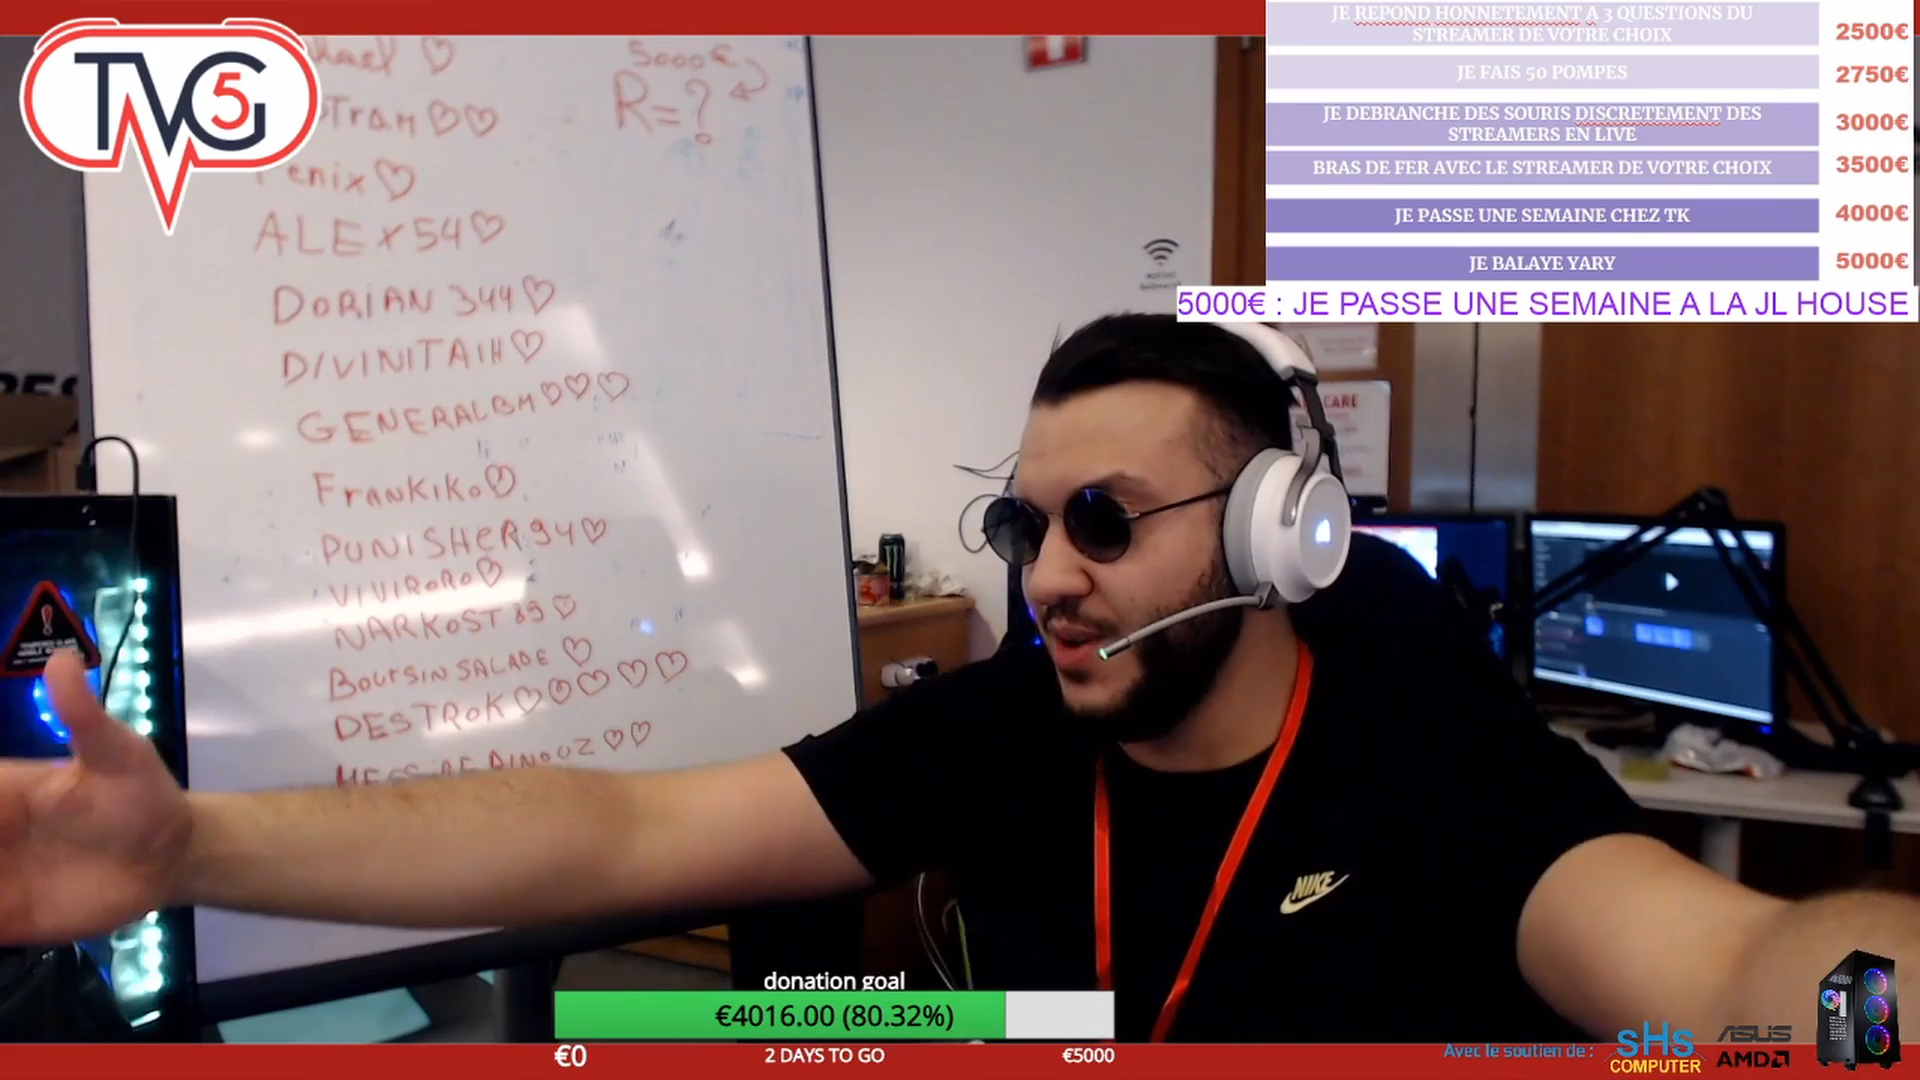 TVG5
hael ♡
Tram ♡♡
Fenix ♡
ALEX54 ♡
DORIAN 344 ♡
DIVINITAIH ♡
GENERALBM ♡♡♡
FranKiKo ♡
PUNISHER94 ♡
VIVIRORO ♡
NARKOST 89 ♡
BOURSIN SALADE ♡
DESTROK ♡♡♡♡♡
5000€
R=?
JE REPOND HONNETEMENT A 3 QUESTIONS DU
STREAMER DE VOTRE CHOIX
2500€
JE FAIS 50 POMPES
2750€
JE DEBRANCHE DES SOURIS DISCRETEMENT DES
STREAMERS EN LIVE
3000€
BRAS DE FER AVEC LE STREAMER DE VOTRE CHOIX
3500€
JE PASSE UNE SEMAINE CHEZ TK
4000€
JE BALAYE YARY
5000€
5000€ : JE PASSE UNE SEMAINE A LA JL HOUSE
CARE
NIKE
donation goal
€4016.00 (80.32%)
€0
2 DAYS TO GO
€5000
Avec le soutien de :
SHS
COMPUTER
ASUS
AMD